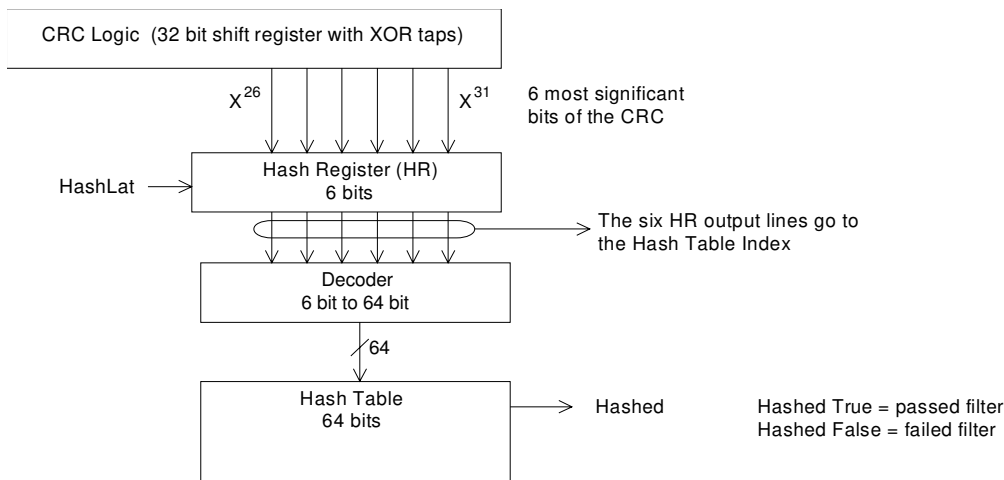 CRC Logic (32 bit shift register with XOR taps)
X^26
X^31
6 most significant
bits of the CRC
Hash Register (HR)
6 bits
HashLat
The six HR output lines go to
the Hash Table Index
Decoder
6 bit to 64 bit
64
Hash Table
64 bits
Hashed
Hashed True = passed filter
Hashed False = failed filter